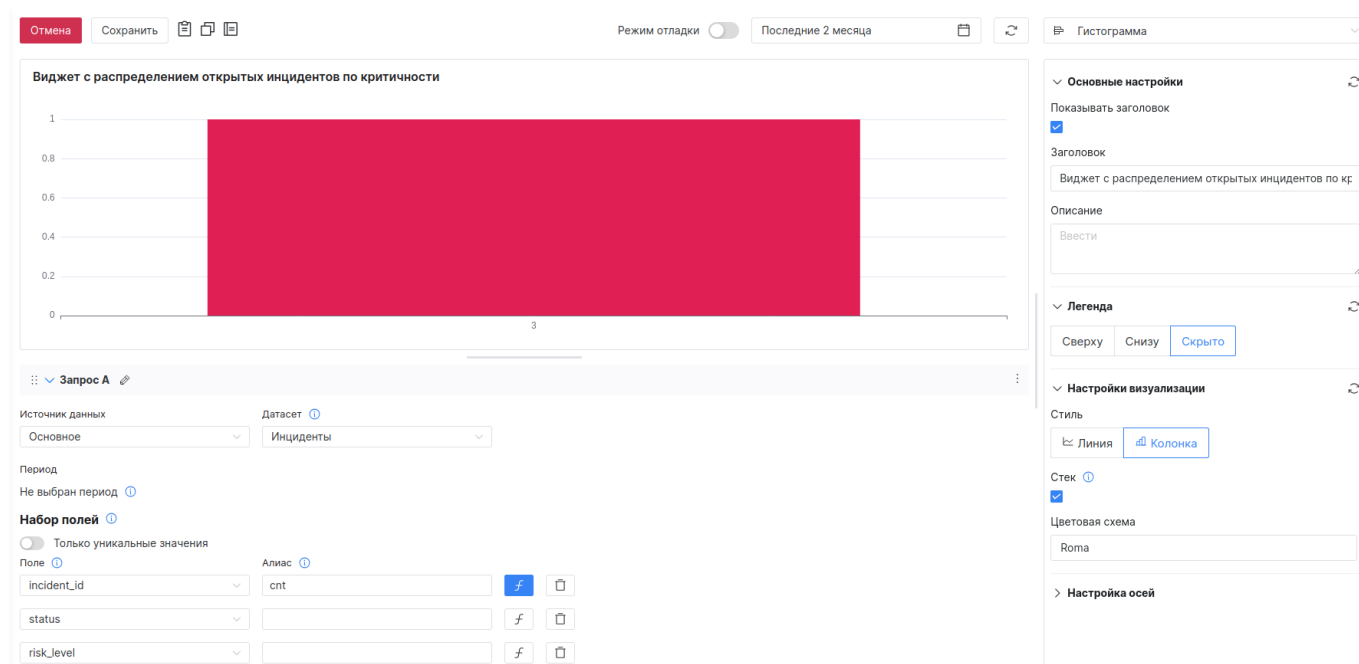 Отмена
Сохранить
Режим отладки
Последние 2 месяца
Гистограмма
Виджет с распределением открытых инцидентов по критичности
1
0.8
0.6
0.4
0.2
0
3
Запрос A
Источник данных
Датасет
Основное
Инциденты
Период
Не выбран период
Набор полей
Только уникальные значения
Поле
Алиас
incident_id
cnt
f
status
f
risk_level
f
Основные настройки
Показывать заголовок
Заголовок
Виджет с распределением открытых инцидентов по кр
Описание
Ввести
Легенда
Сверху
Снизу
Скрыто
Настройки визуализации
Стиль
Линия
Колонка
Стек
Цветовая схема
Roma
Настройка осей